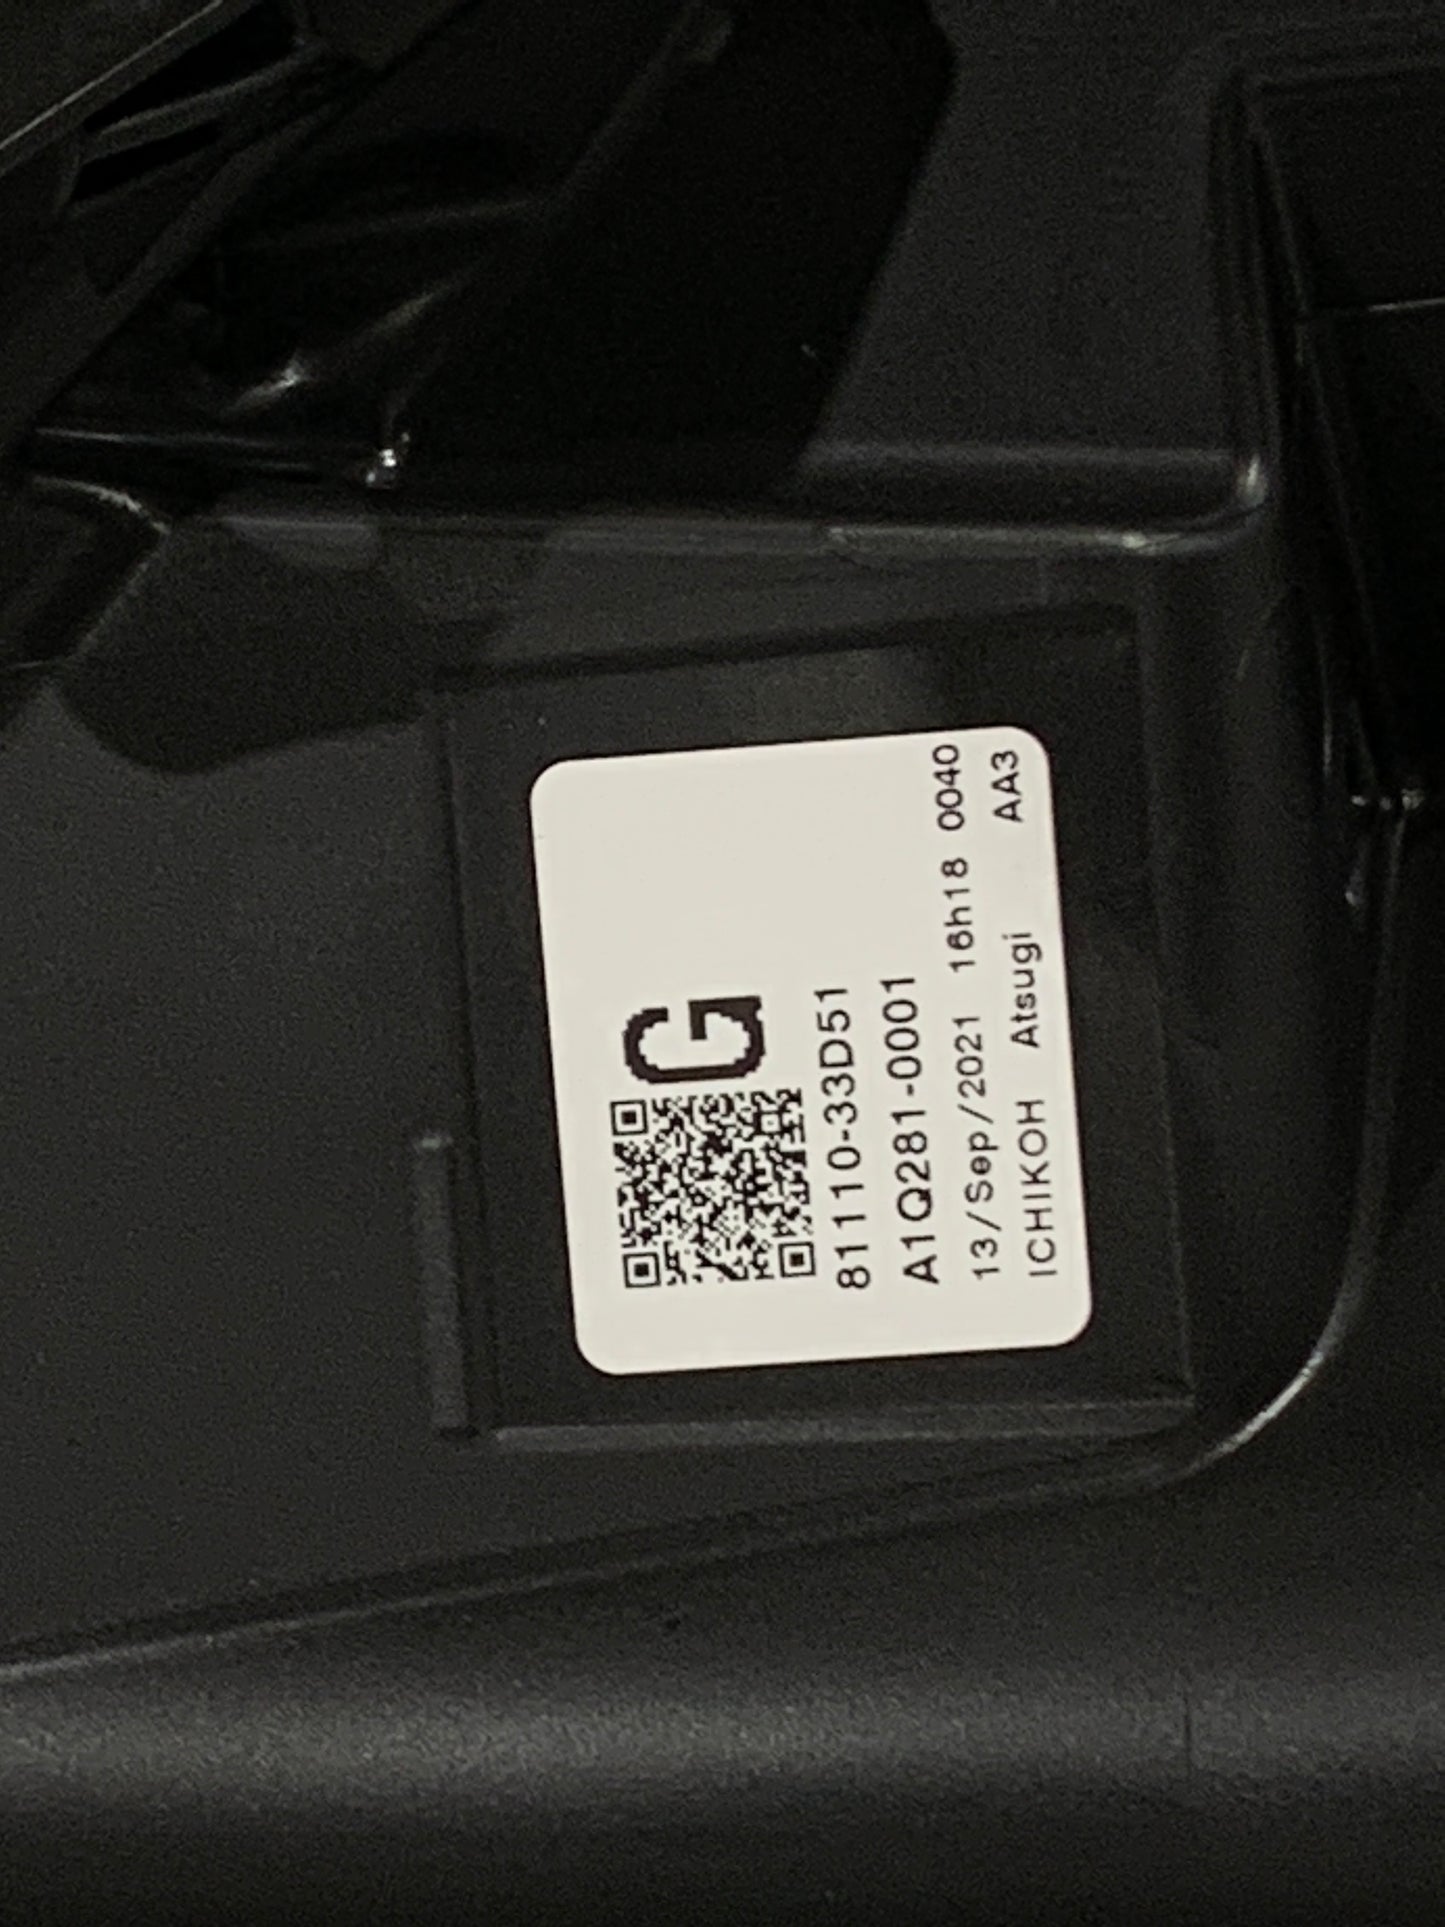 G
81110-33D51
A1Q281-0001
13/Sep/2021 16h18 0040
ICHIKOH Atsugi AA3